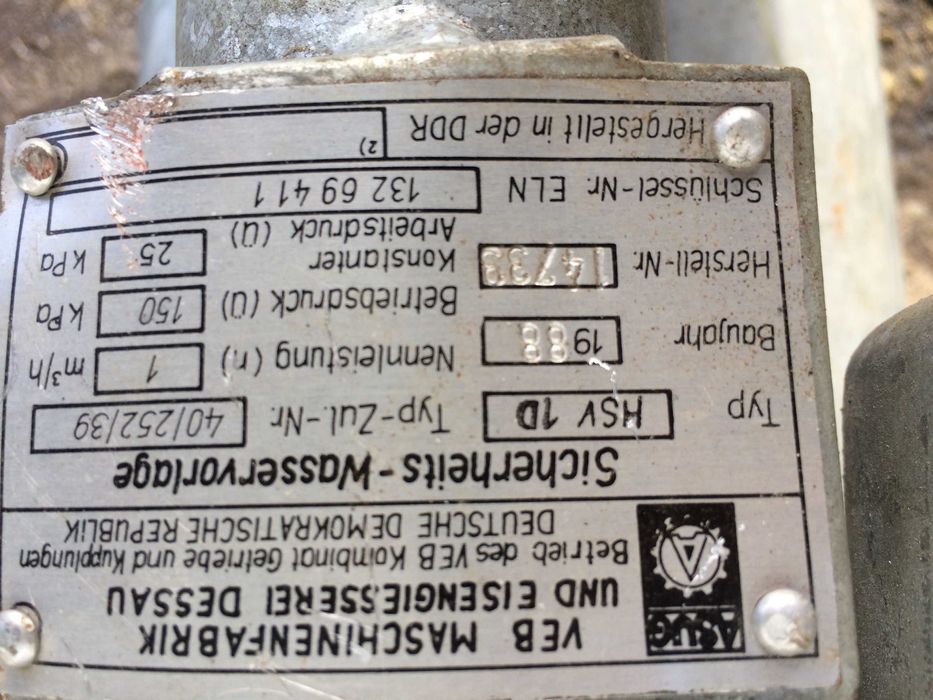 VEB MASCHINENFABRIK
UND EISENGIESSEREI DESSAU
Betrieb des VEB Kombinat Getriebe und Kupplungen
DEUTSCHE DEMOKRATISCHE REPUBLIK
Sicherheits-Wasservorlage
Typ HSV 1D Typ-Zul.-Nr. 40/252/39
Baujahr 1988 Nennleistung (n) 1 m³/h
Betriebsdruck (ü) 150 kPa
Herstell-Nr. 14733 Konstanter
Arbeitsdruck (ü) 25 kPa
Schlüssel-Nr. ELN 132 69 41 1
Hergestellt in der DDR 2)